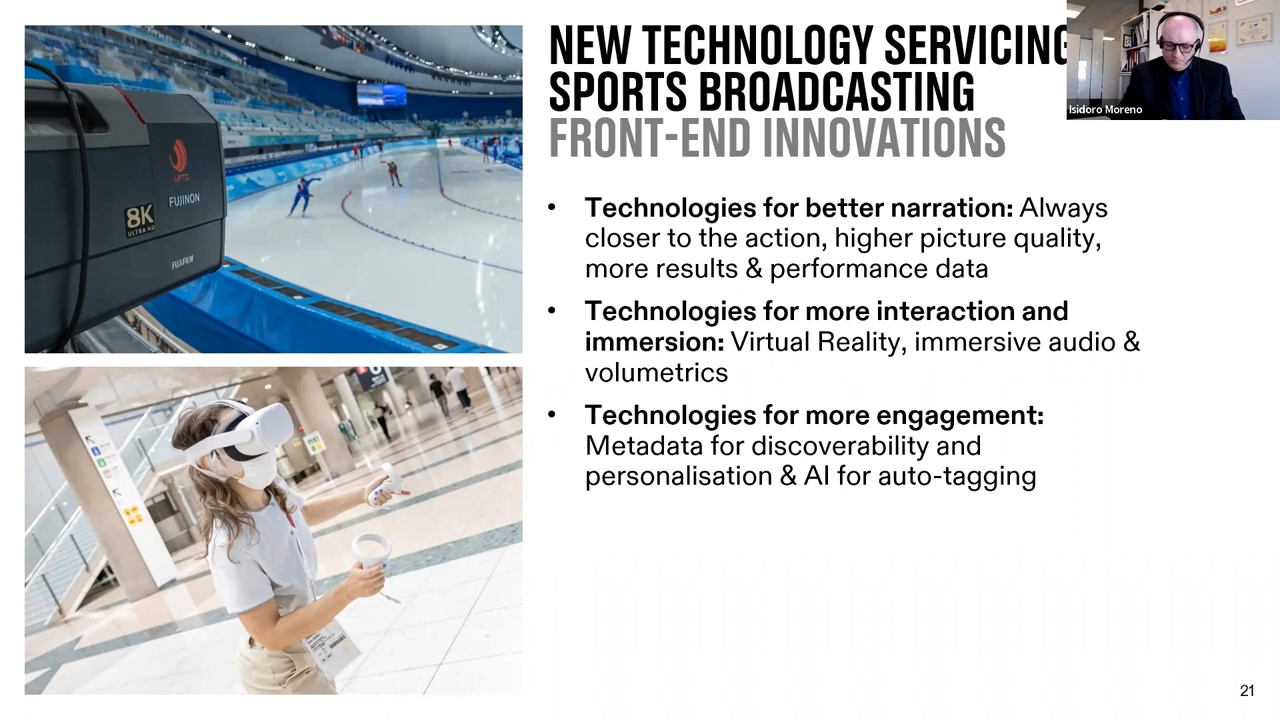 NEW TECHNOLOGY SERVICING
SPORTS BROADCASTING
FRONT-END INNOVATIONS
Isidoro Moreno
• Technologies for better narration: Always
closer to the action, higher picture quality,
more results & performance data
• Technologies for more interaction and
immersion: Virtual Reality, immersive audio &
volumetrics
• Technologies for more engagement:
Metadata for discoverability and
personalisation & AI for auto-tagging
FUJINON
8K
ULTRA HD
FUJIFILM
21